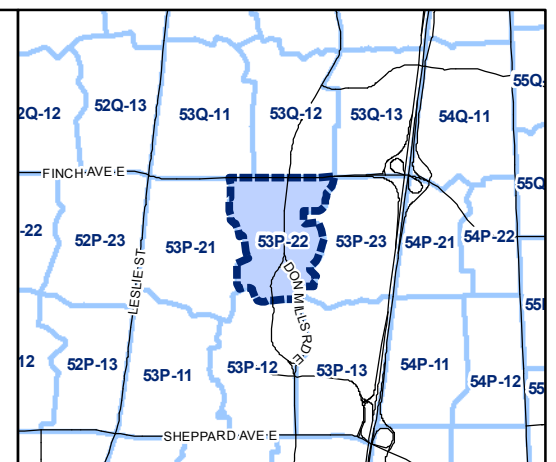 55Q
2Q-12
52Q-13
53Q-11
53Q-12
53Q-13
54Q-11
FINCH AVE E
55Q
-22
52P-23
53P-21
53P-22
53P-23
54P-21
54P-22
LESLIE ST
DON MILLS RD E
12
52P-13
53P-11
53P-12
53P-13
54P-11
54P-12
55
SHEPPARD AVE E